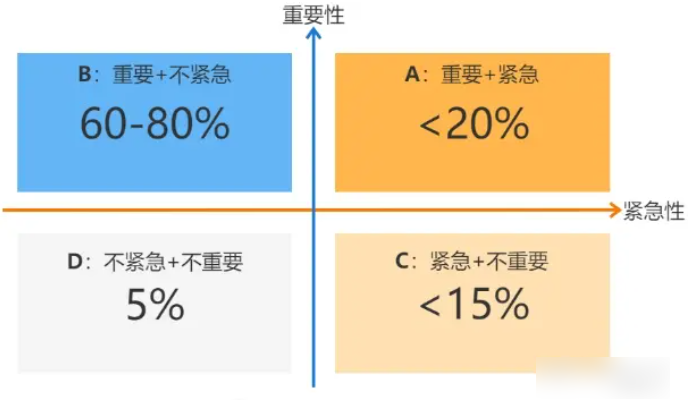 重要性
B：重要+不紧急
60-80%
A：重要+紧急
<20%
紧急性
D：不紧急+不重要
5%
C：紧急+不重要
<15%